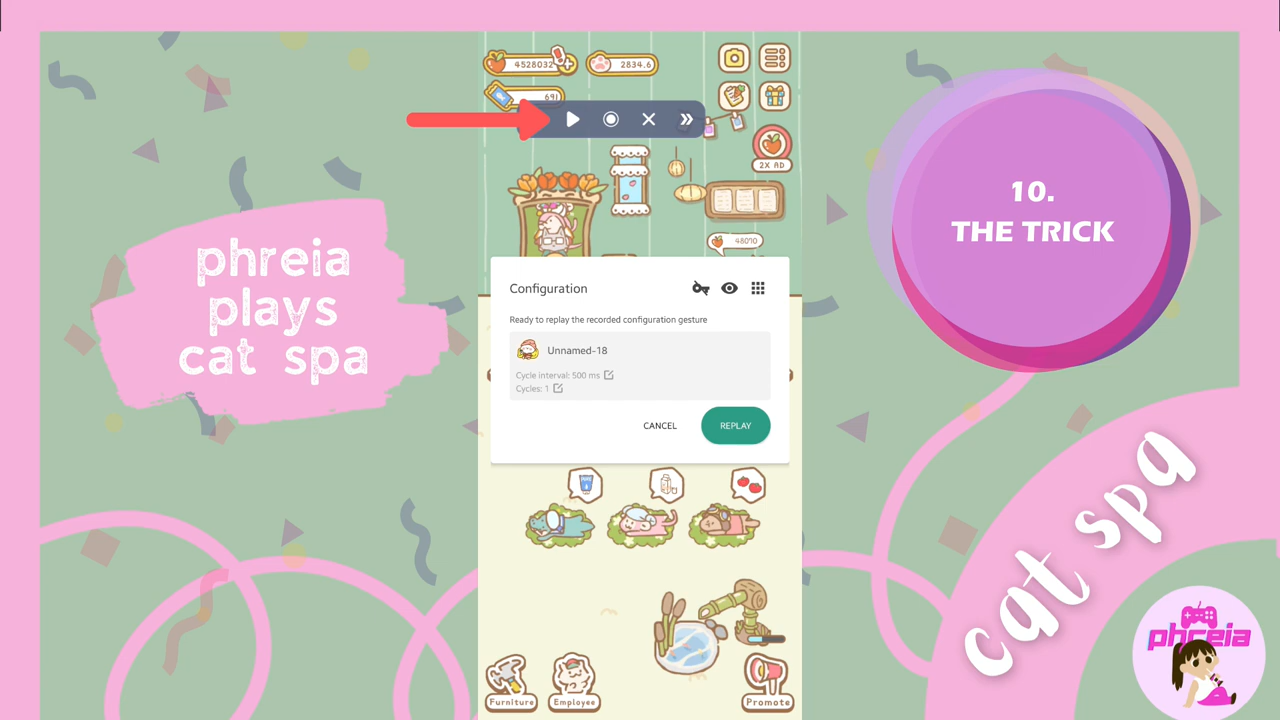 phreia
plays
cat spa
4528032
2834.6
691
2X AD
48070
Configuration
Ready to replay the recorded configuration gesture
Unnamed-18
Cycle interval: 500 ms
Cycles: 1
CANCEL
REPLAY
Furniture
Employee
Promote
10.
THE TRICK
cat spa
phreia